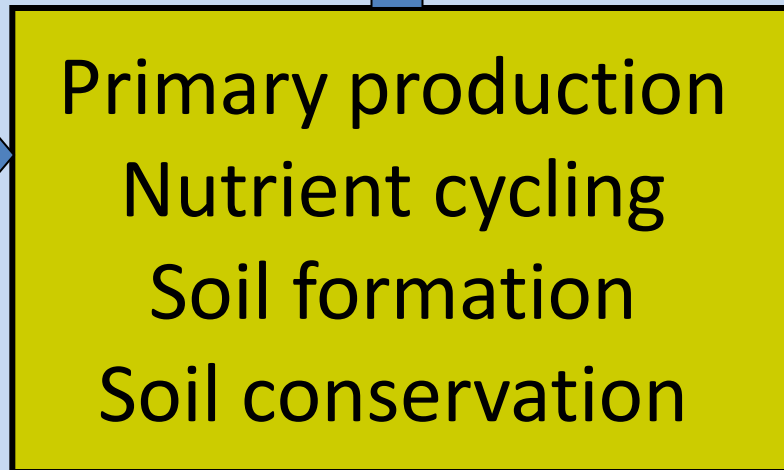 Primary production
Nutrient cycling
Soil formation
Soil conservation